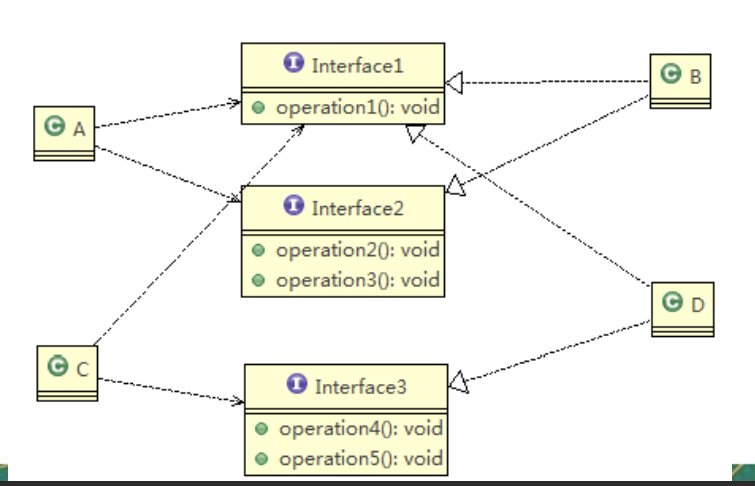 I Interface1
operation1(): void
C A
C B
I Interface2
operation2(): void
operation3(): void
C D
C C
I Interface3
operation4(): void
operation5(): void